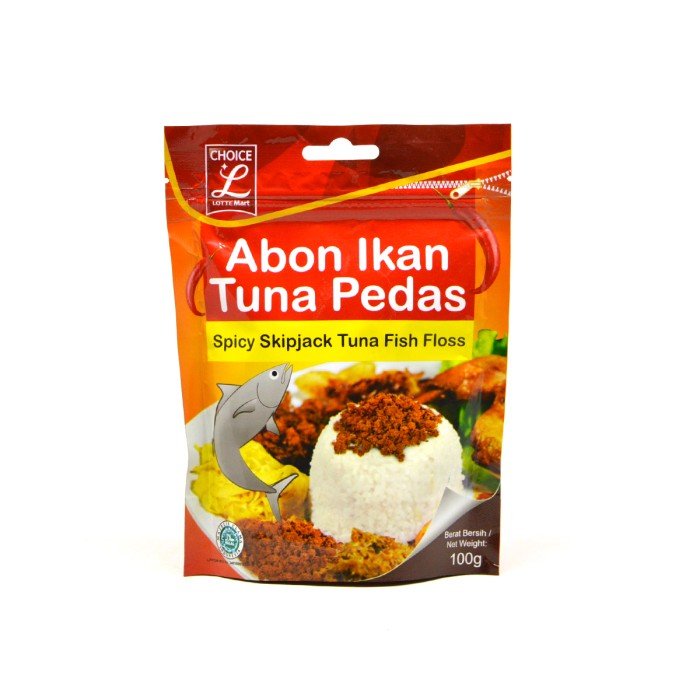 CHOICE
L
LOTTE Mart
Abon Ikan
Tuna Pedas
Spicy Skipjack Tuna Fish Floss
Berat Bersih /
Net Weight:
100g